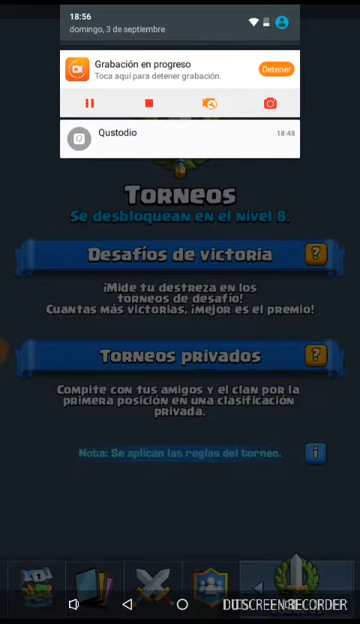 18:56
domingo, 3 de septiembre
Grabación en progreso
Toca aquí para detener grabación.
Detener
Qustodio
18:48
Torneos
Se desbloquean en el nivel 8.
Desafíos de victoria
?
¡Mide tu destreza en los
torneos de desafío!
Cuantas más victorias, ¡mejor es el premio!
Torneos privados
?
Compite con tus amigos y el clan por la
primera posición en una clasificación
privada.
Nota: Se aplican las reglas del torneo.
i
DU SCREEN RECORDER